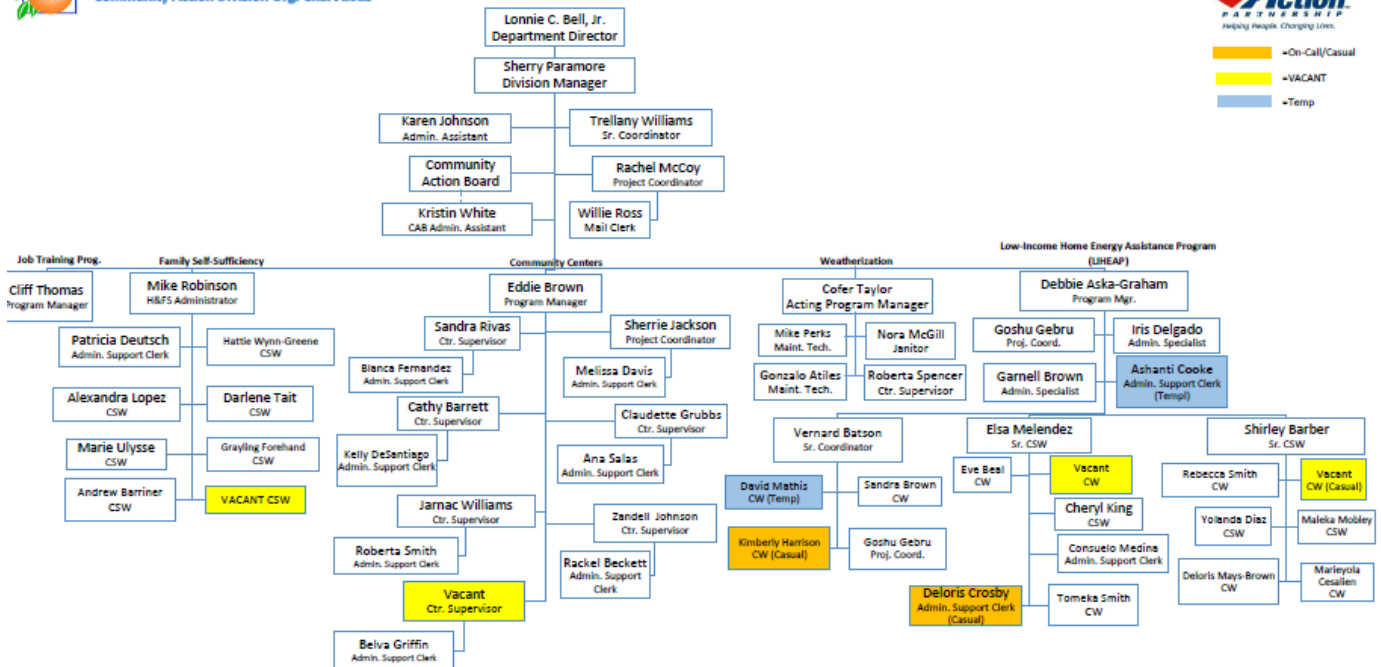 Lonnie C. Bell, Jr.
Department Director
Sherry Paramore
Division Manager
Action
PARTNERSHIP
Helping People. Changing Lives.
=On-Call/Casual
=VACANT
=Temp
Karen Johnson
Admin. Assistant
Trellany Williams
Sr. Coordinator
Community
Action Board
Rachel McCoy
Project Coordinator
Kristin White
CAB Admin. Assistant
Willie Ross
Mail Clerk
Job Training Prog.
Family Self-Sufficiency
Community Centers
Weatherization
Low-Income Home Energy Assistance Program
(LIHEAP)
Cliff Thomas
Program Manager
Mike Robinson
H&FS Administrator
Eddie Brown
Program Manager
Cofer Taylor
Acting Program Manager
Debbie Aska-Graham
Program Mgr.
Patricia Deutsch
Admin. Support Clerk
Hattie Wynn-Greene
CSW
Alexandra Lopez
CSW
Darlene Tait
CSW
Marie Ulysse
CSW
Grayling Forehand
CSW
Andrew Barriner
CSW
VACANT CSW
Sandra Rivas
Ctr. Supervisor
Sherrie Jackson
Project Coordinator
Bianca Fernandez
Admin. Support Clerk
Melissa Davis
Admin. Support Clerk
Cathy Barrett
Ctr. Supervisor
Claudette Grubbs
Ctr. Supervisor
Kelly DeSantiago
Admin. Support Clerk
Ana Salas
Admin. Support Clerk
Jarnac Williams
Ctr. Supervisor
Zandell Johnson
Ctr. Supervisor
Roberta Smith
Admin. Support Clerk
Rackel Beckett
Admin. Support
Clerk
Vacant
Ctr. Supervisor
Belva Griffin
Admin. Support Clerk
Mike Perks
Maint. Tech.
Nora McGill
Janitor
Gonzalo Atiles
Maint. Tech.
Roberta Spencer
Ctr. Supervisor
Goshu Gebru
Proj. Coord.
Iris Delgado
Admin. Specialist
Garnell Brown
Admin. Specialist
Ashanti Cooke
Admin. Support Clerk
(Templ)
Vernard Batson
Sr. Coordinator
Elsa Melendez
Sr. CSW
Shirley Barber
Sr. CSW
David Mathis
CW (Temp)
Sandra Brown
CW
Kimberly Harrison
CW (Casual)
Goshu Gebru
Proj. Coord.
Eve Beal
CW
Vacant
CW
Cheryl King
CSW
Consuelo Medina
Admin. Support Clerk
Deloris Crosby
Admin. Support Clerk
(Casual)
Tomeka Smith
CW
Rebecca Smith
CW
Vacant
CW (Casual)
Yolanda Diaz
CSW
Maleka Mobley
CSW
Deloris Mays-Brown
CW
Marieyola
Cesalien
CW